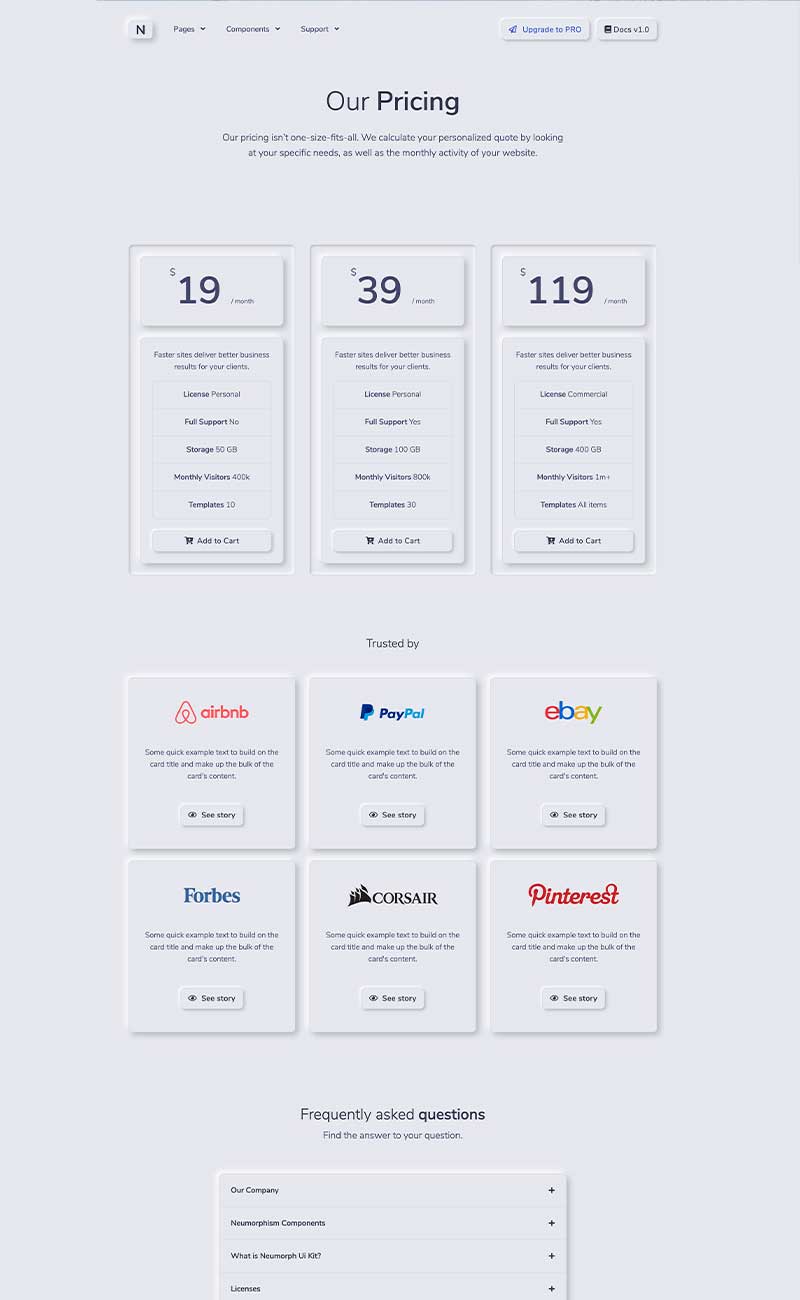 N Pages Components Support Upgrade to PRO Docs v1.0
Our Pricing
Our pricing isn't one-size-fits-all. We calculate your personalized quote by looking
at your specific needs, as well as the monthly activity of your website.
$ 19 / month
Faster sites deliver better business
results for your clients.
License Personal
Full Support No
Storage 50 GB
Monthly Visitors 400k
Templates 10
Add to Cart
$ 39 / month
Faster sites deliver better business
results for your clients.
License Personal
Full Support Yes
Storage 100 GB
Monthly Visitors 800k
Templates 30
Add to Cart
$ 119 / month
Faster sites deliver better business
results for your clients.
License Commercial
Full Support Yes
Storage 400 GB
Monthly Visitors 1m+
Templates All items
Add to Cart
Trusted by
airbnb
Some quick example text to build on the
card title and make up the bulk of the
card's content.
See story
PayPal
Some quick example text to build on the
card title and make up the bulk of the
card's content.
See story
ebay
Some quick example text to build on the
card title and make up the bulk of the
card's content.
See story
Forbes
Some quick example text to build on the
card title and make up the bulk of the
card's content.
See story
CORSAIR
Some quick example text to build on the
card title and make up the bulk of the
card's content.
See story
Pinterest
Some quick example text to build on the
card title and make up the bulk of the
card's content.
See story
Frequently asked questions
Find the answer to your question.
Our Company +
Neumorphism Components +
What is Neumorph Ui Kit? +
Licenses +